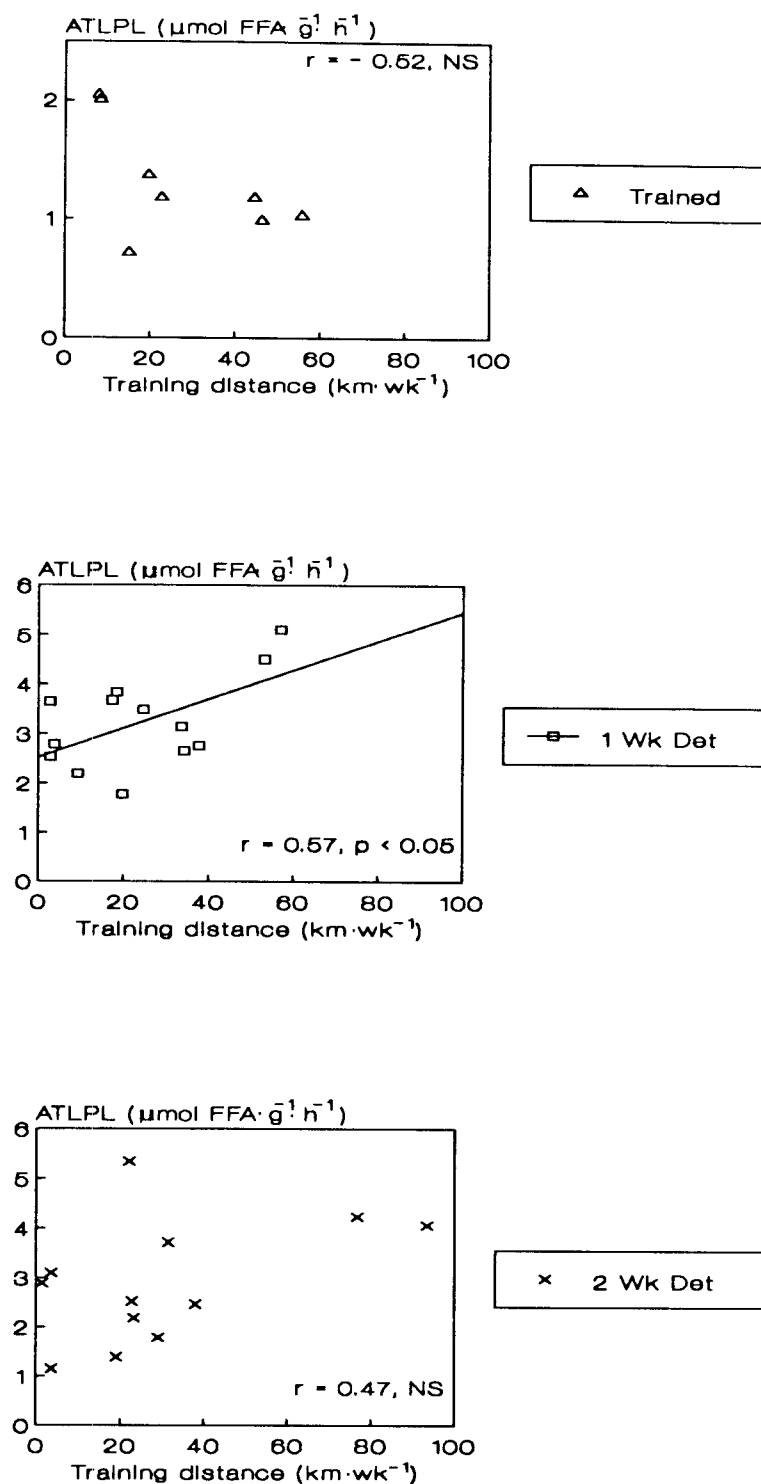 ATLPL (µmol FFA g⁻¹· h⁻¹)
r = - 0.52, NS
2
1
0
0 20 40 60 80 100
Training distance (km·wk⁻¹)
Trained
ATLPL (µmol FFA g⁻¹· h⁻¹)
6
5
4
3
2
1
0
r = 0.57, p < 0.05
0 20 40 60 80 100
Training distance (km·wk⁻¹)
1 Wk Det
ATLPL (µmol FFA· g⁻¹· h⁻¹)
6
5
4
3
2
1
0
r = 0.47, NS
0 20 40 60 80 100
Training distance (km·wk⁻¹)
2 Wk Det